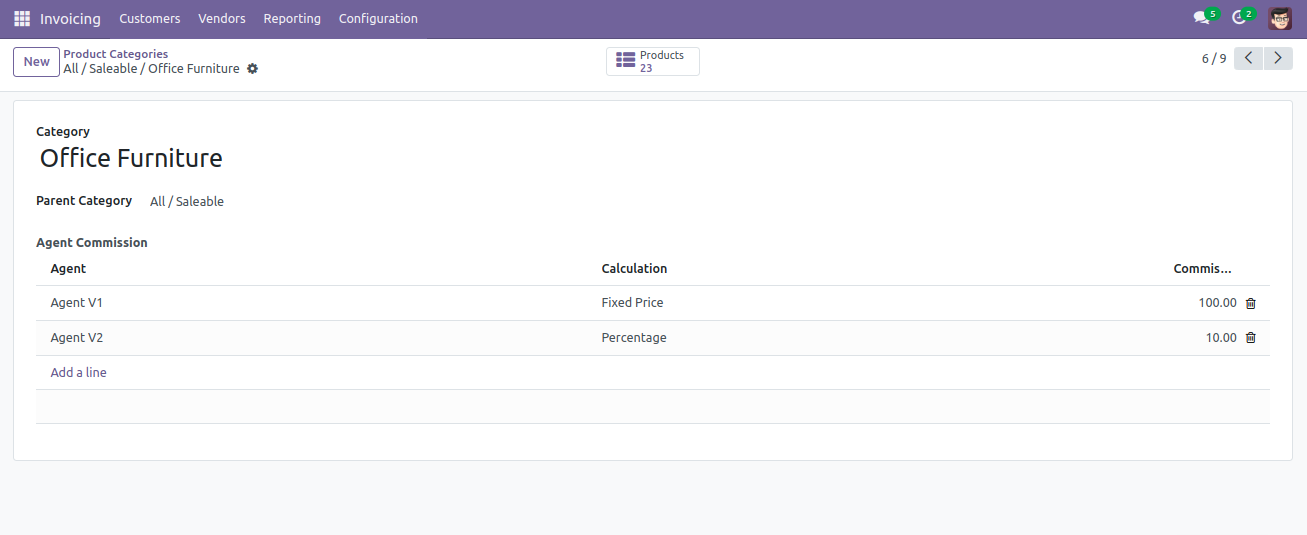 Invoicing Customers Vendors Reporting Configuration 5 2
New Product Categories
All / Saleable / Office Furniture
Products
23
6 / 9
Category
Office Furniture
Parent Category All / Saleable
Agent Commission
Agent Calculation Commis...
Agent V1 Fixed Price 100.00
Agent V2 Percentage 10.00
Add a line